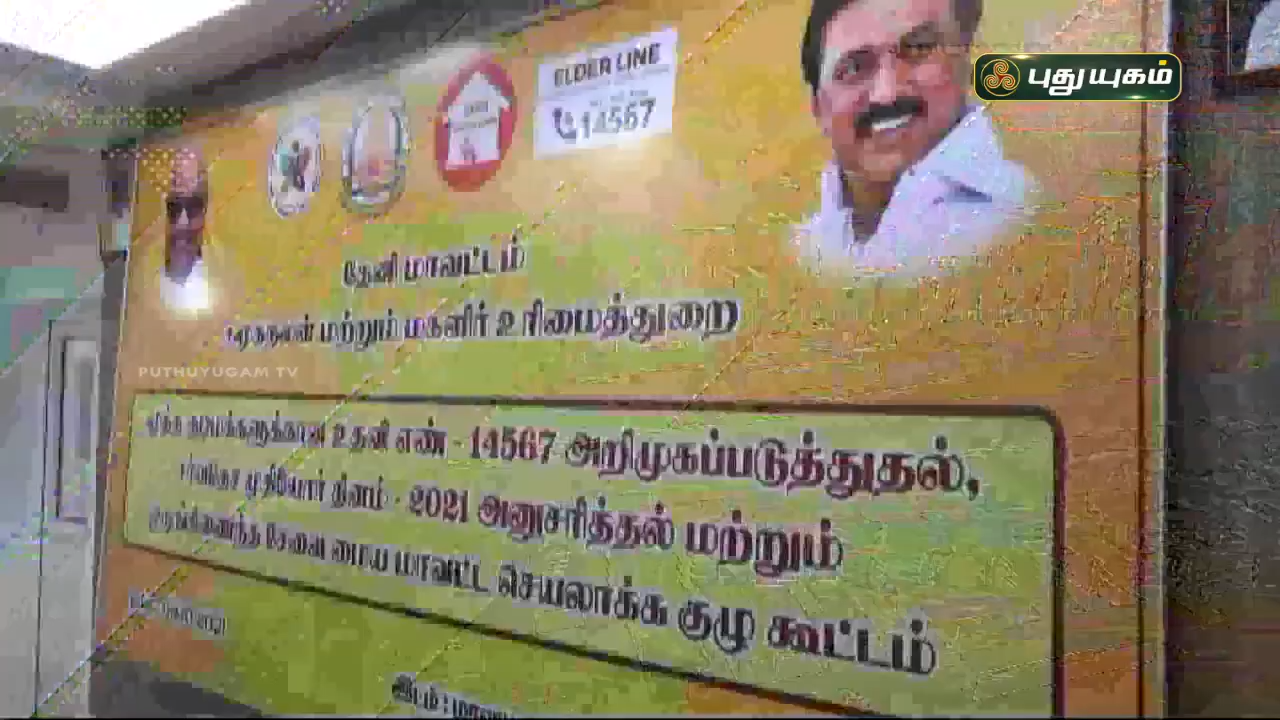 புதுயுகம்
ELDER LINE
14567
தேனி மாவட்டம்
மற்றும் மகளிர் உரிமைத்துறை
PUTHUYUGAM TV
உதவி எண் - 14567 அறிமுகப்படுத்துதல்,
முதியோர் தினம் - 2021 அனுசரித்தல் மற்றும்
சேவை மைய மாவட்ட செயலாக்க குழு கூட்டம்
இடம் :